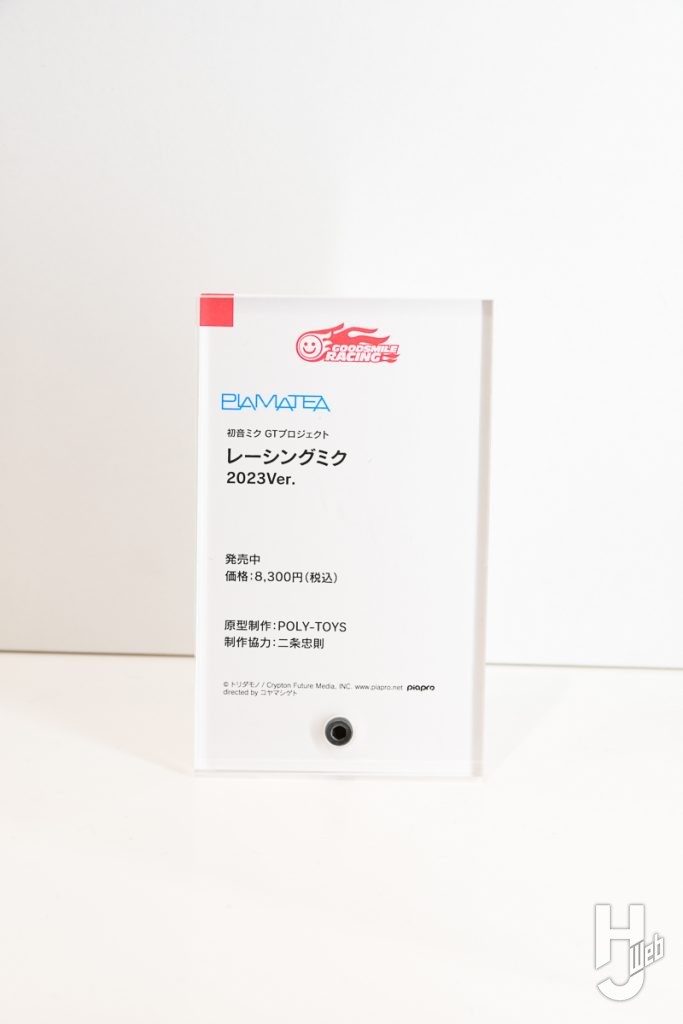 GOODSMILE
RACING
PLAMATEA
初音ミク GTプロジェクト
レーシングミク
2023Ver.
発売中
価格：8,300円（税込）
原型制作：POLY-TOYS
制作協力：二条忠則
© トリダモノ / Crypton Future Media, INC. www.piapro.net piapro
directed by コヤマシゲト
HJ Web